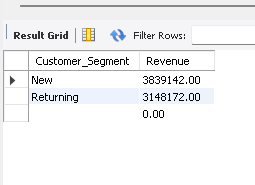 Result Grid Filter Rows:
Customer_Segment Revenue
New 3839142.00
Returning 3148172.00
0.00